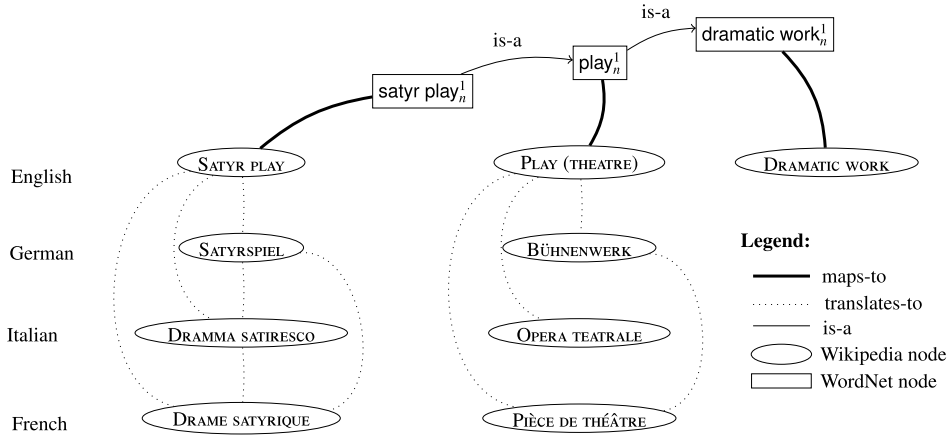 is-a
dramatic work¹ₙ
is-a
play¹ₙ
satyr play¹ₙ
English
SATYR PLAY
PLAY (THEATRE)
DRAMATIC WORK
German
SATYRSPIEL
BÜHNENWERK
Legend:
maps-to
translates-to
is-a
Italian
DRAMMA SATIRESCO
OPERA TEATRALE
Wikipedia node
WordNet node
French
DRAME SATYRIQUE
PIÈCE DE THÉÂTRE